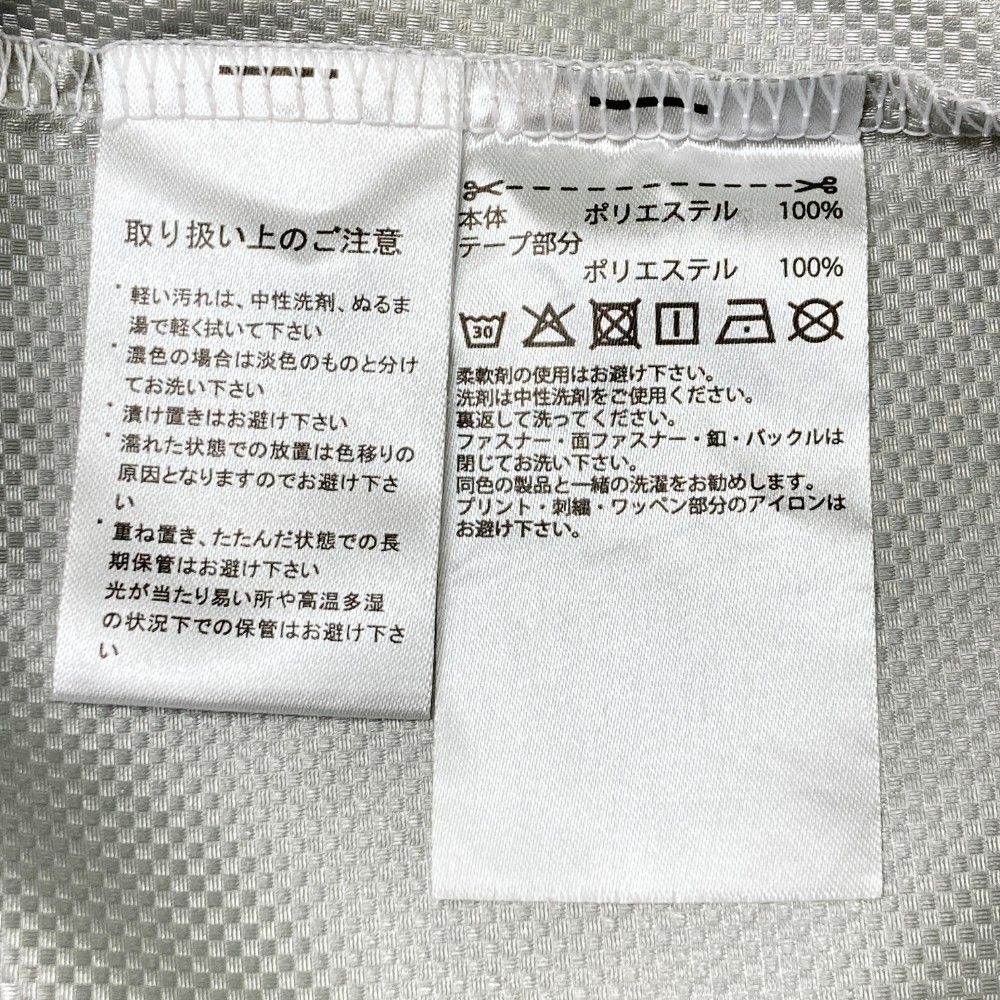 取り扱い上のご注意
・軽い汚れは、中性洗剤、ぬるま
湯で軽く拭いて下さい
・濃色の場合は淡色のものと分け
てお洗い下さい
・漬け置きはお避け下さい
・濡れた状態での放置は色移りの
原因となりますのでお避け下さ
い
・重ね置き、たたんだ状態での長
期保管はお避け下さい
光が当たり易い所や高温多湿
の状況下での保管はお避け下さ
い
本体 ポリエステル 100%
テープ部分
ポリエステル 100%
30
柔軟剤の使用はお避け下さい。
洗剤は中性洗剤をご使用ください。
裏返して洗ってください。
ファスナー・面ファスナー・釦・バックルは
閉じてお洗い下さい。
同色の製品と一緒の洗濯をお勧めします。
プリント・刺繍・ワッペン部分のアイロンは
お避け下さい。